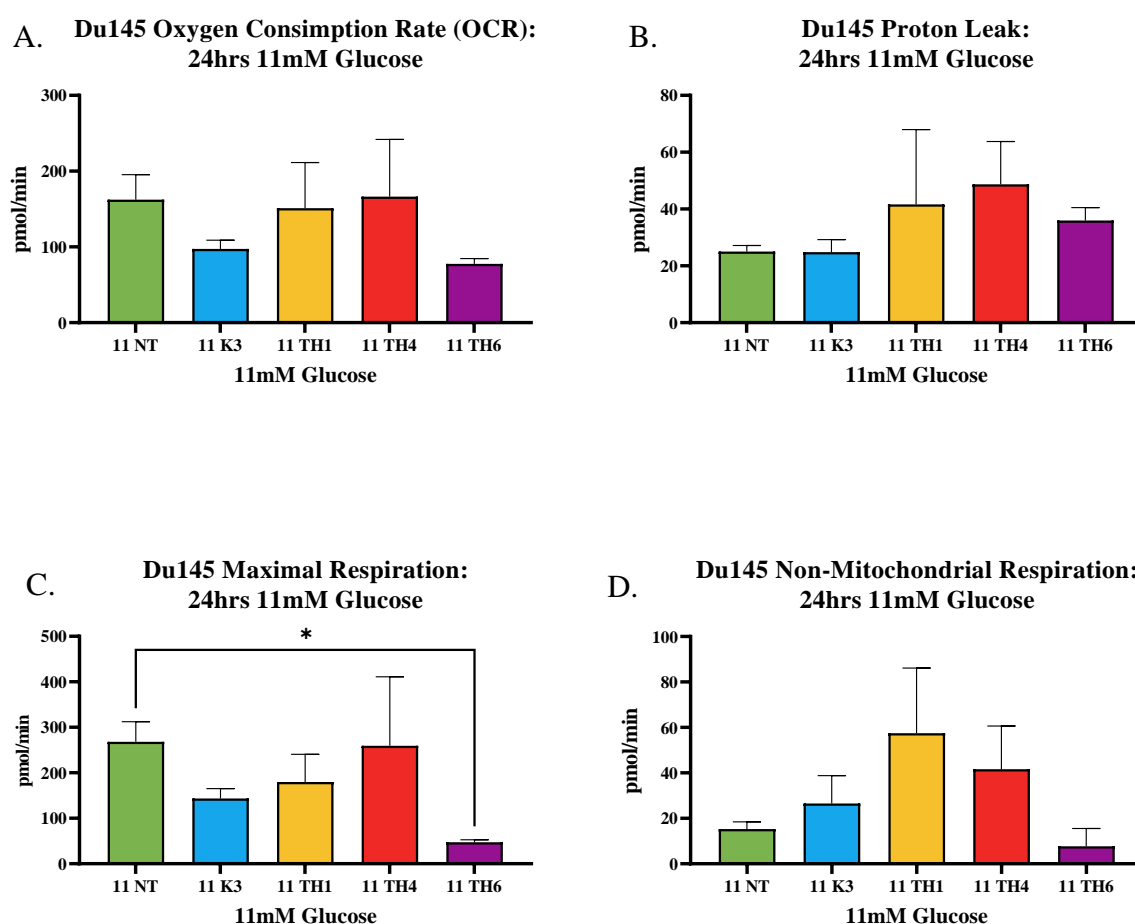 A.
Du145 Oxygen Consimption Rate (OCR):
24hrs 11mM Glucose
300
200
100
0
pmol/min
11 NT 11 K3 11 TH1 11 TH4 11 TH6
11mM Glucose
B.
Du145 Proton Leak:
24hrs 11mM Glucose
80
60
40
20
0
pmol/min
11 NT 11 K3 11 TH1 11 TH4 11 TH6
11mM Glucose
C.
Du145 Maximal Respiration:
24hrs 11mM Glucose
500
400
300
200
100
0
pmol/min
*
11 NT 11 K3 11 TH1 11 TH4 11 TH6
11mM Glucose
D.
Du145 Non-Mitochondrial Respiration:
24hrs 11mM Glucose
100
80
60
40
20
0
pmol/min
11 NT 11 K3 11 TH1 11 TH4 11 TH6
11mM Glucose